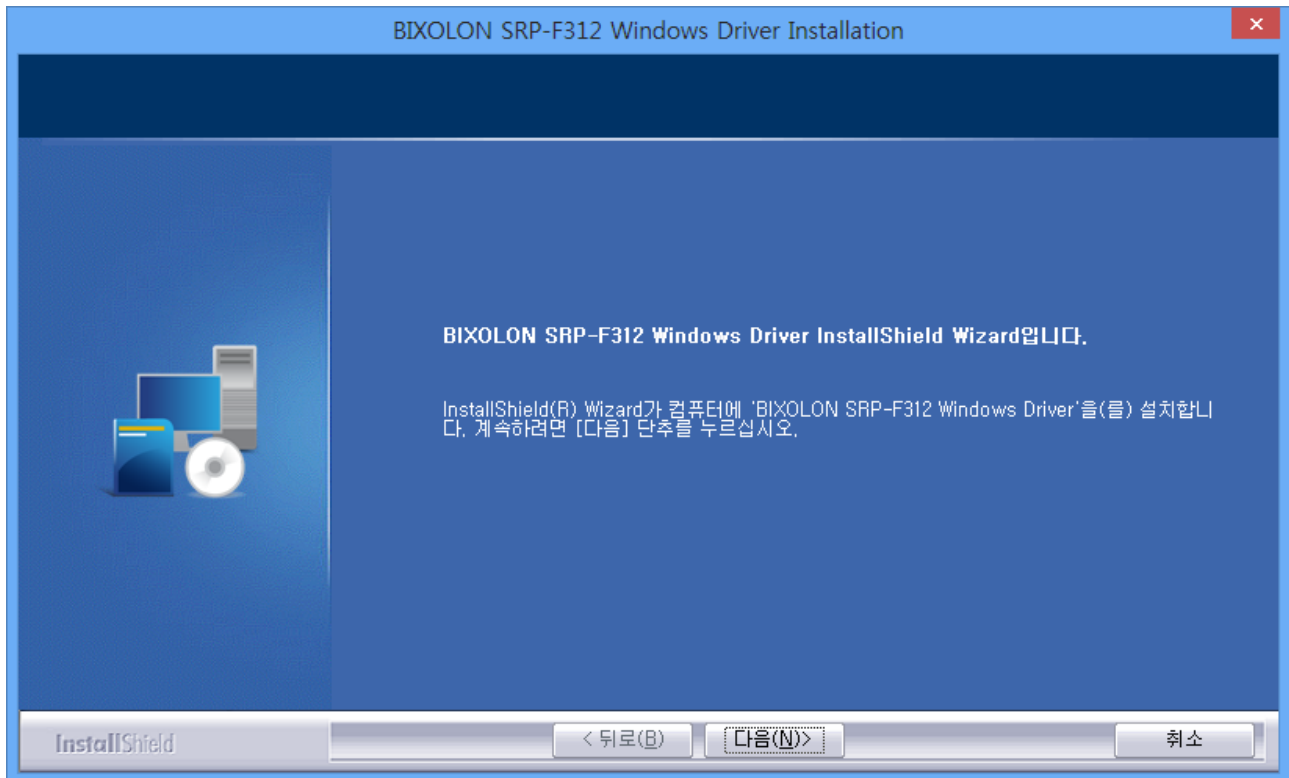 BIXOLON SRP-F312 Windows Driver Installation
BIXOLON SRP-F312 Windows Driver InstallShield Wizard입니다.
InstallShield(R) Wizard가 컴퓨터에 'BIXOLON SRP-F312 Windows Driver'을(를) 설치합니
다. 계속하려면 [다음] 단추를 누르십시오.
InstallShield
< 뒤로(B)
다음(N)>
취소